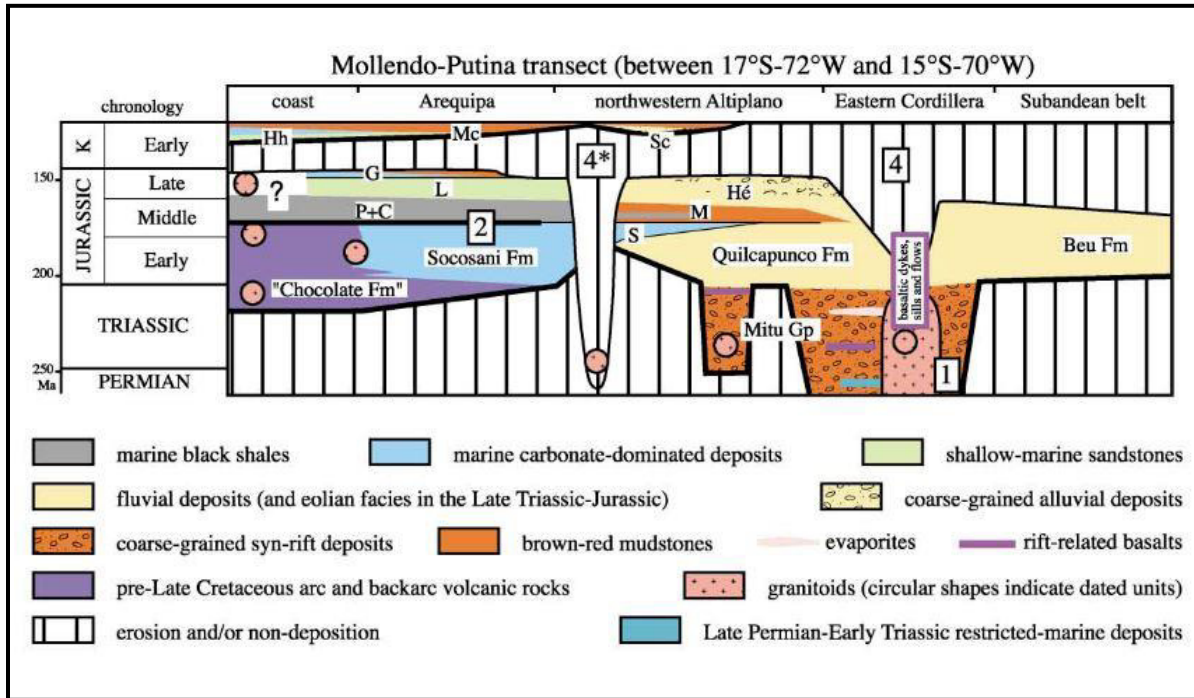 Mollendo-Putina transect (between 17°S-72°W and 15°S-70°W)
chronology
coast
Arequipa
northwestern Altiplano
Eastern Cordillera
Subandean belt
K
Early
Hh
Mc
Sc
4*
4
150
JURASSIC
Late
?
G
L
Hé
Middle
P+C
2
M
S
Early
Socosani Fm
Quilcapunco Fm
basaltic dykes,
sills and flows
Beu Fm
200
"Chocolate Fm"
TRIASSIC
Mitu Gp
250
Ma
PERMIAN
1
marine black shales
marine carbonate-dominated deposits
shallow-marine sandstones
fluvial deposits (and eolian facies in the Late Triassic-Jurassic)
coarse-grained alluvial deposits
coarse-grained syn-rift deposits
brown-red mudstones
evaporites
rift-related basalts
pre-Late Cretaceous arc and backarc volcanic rocks
granitoids (circular shapes indicate dated units)
erosion and/or non-deposition
Late Permian-Early Triassic restricted-marine deposits